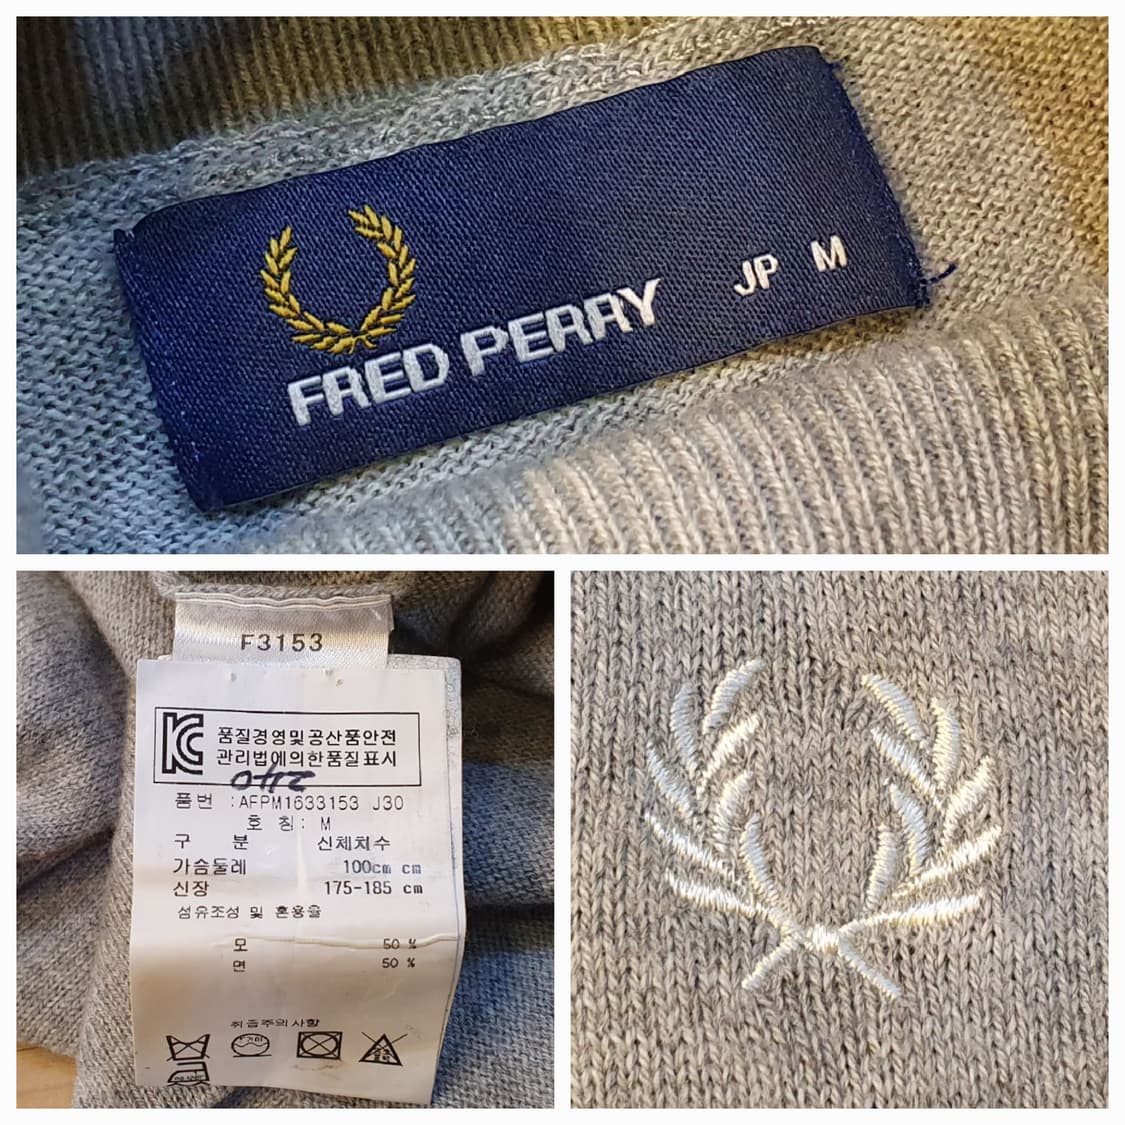 FRED PERRY JP M
F3153
KC 품질경영및공산품안전
관리법에의한품질표시
240
품번 :AFPM1633153 J30
호 칭: M
구 분 신체치수
가슴둘레 100cm cm
신장 175-185 cm
섬유조성 및 혼용율
모 50 %
면 50 %
취급주의사항